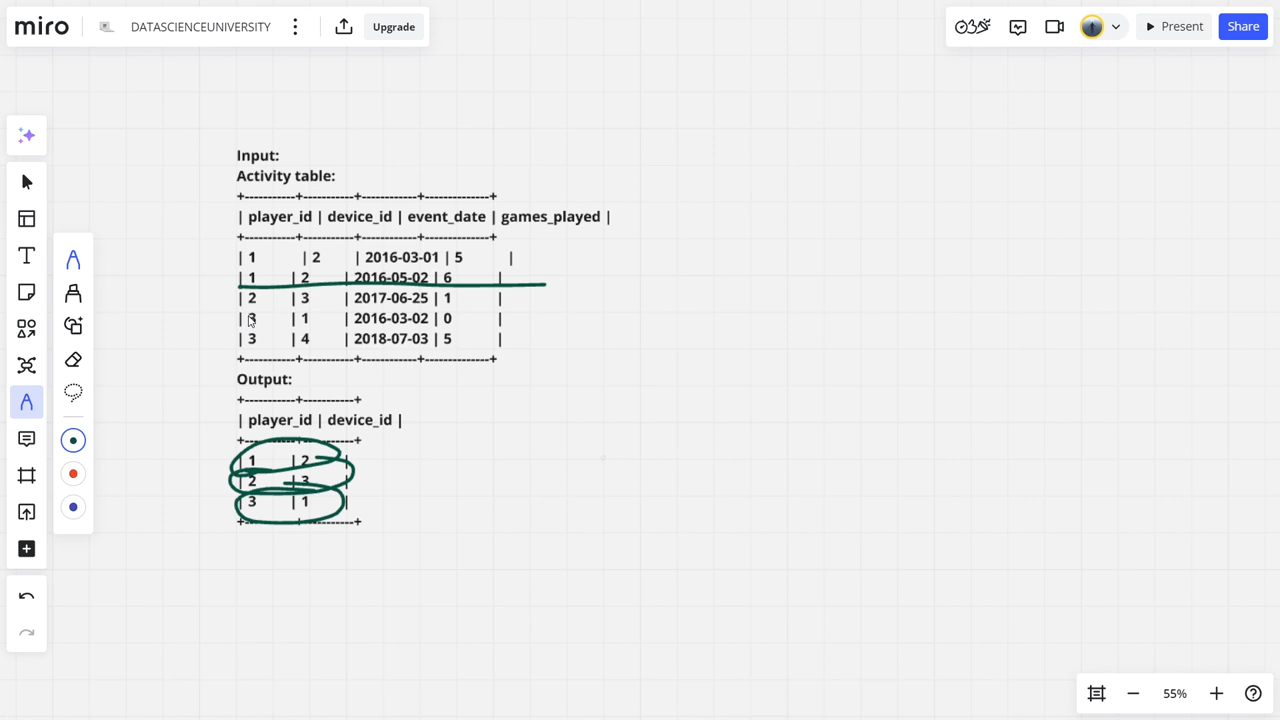 miro DATASCIENCEUNIVERSITY Upgrade Present Share
Input:
Activity table:
+-----------+-----------+------------+--------------+
| player_id | device_id | event_date | games_played |
+-----------+-----------+------------+--------------+
| 1 | 2 | 2016-03-01 | 5 |
| 1 | 2 | 2016-05-02 | 6 |
| 2 | 3 | 2017-06-25 | 1 |
| 3 | 1 | 2016-03-02 | 0 |
| 3 | 4 | 2018-07-03 | 5 |
+-----------+-----------+------------+--------------+
Output:
+-----------+-----------+
| player_id | device_id |
+-----------+-----------+
| 1 | 2 |
| 2 | 3 |
| 3 | 1 |
+-----------+-----------+
55%